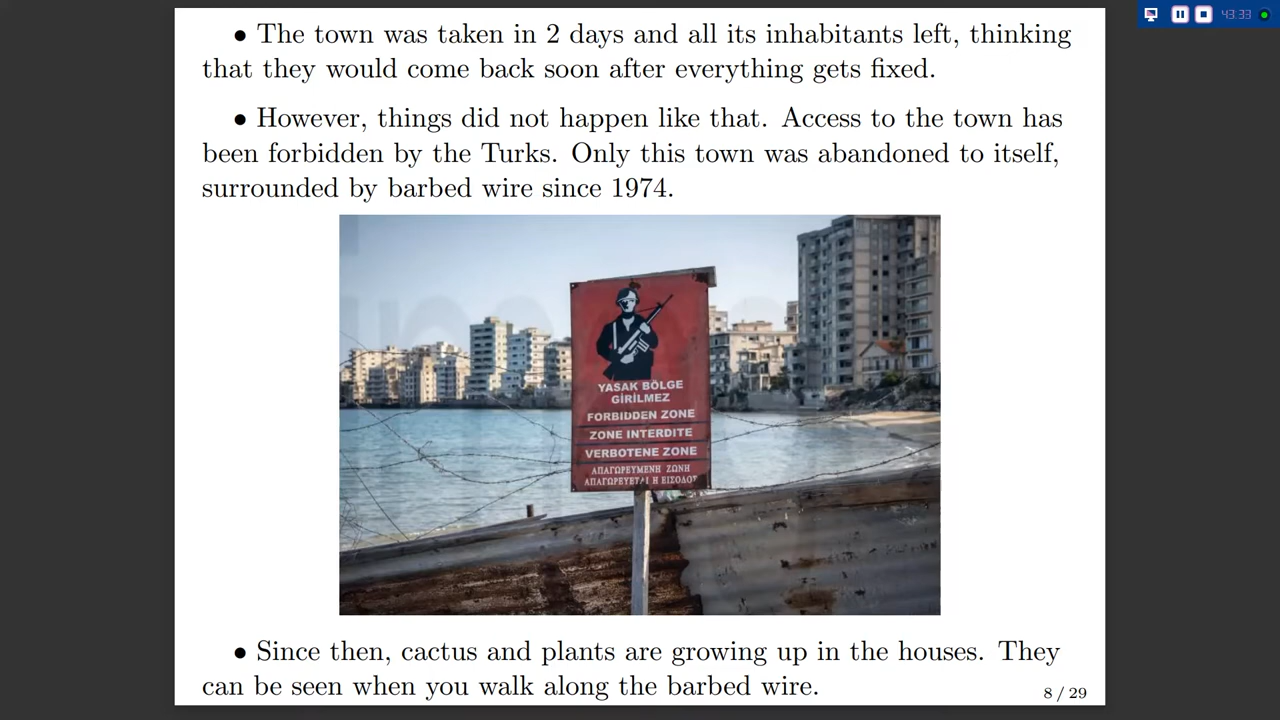 43:33
• The town was taken in 2 days and all its inhabitants left, thinking
that they would come back soon after everything gets fixed.
• However, things did not happen like that. Access to the town has
been forbidden by the Turks. Only this town was abandoned to itself,
surrounded by barbed wire since 1974.
YASAK BÖLGE
GİRİLMEZ
FORBIDDEN ZONE
ZONE INTERDITE
VERBOTENE ZONE
ΑΠΑΓΟΡΕΥΜΕΝΗ ΖΩΝΗ
ΑΠΑΓΟΡΕΥΕΤΑΙ Η ΕΙΣΟΔΟΣ
• Since then, cactus and plants are growing up in the houses. They
can be seen when you walk along the barbed wire.
8 / 29